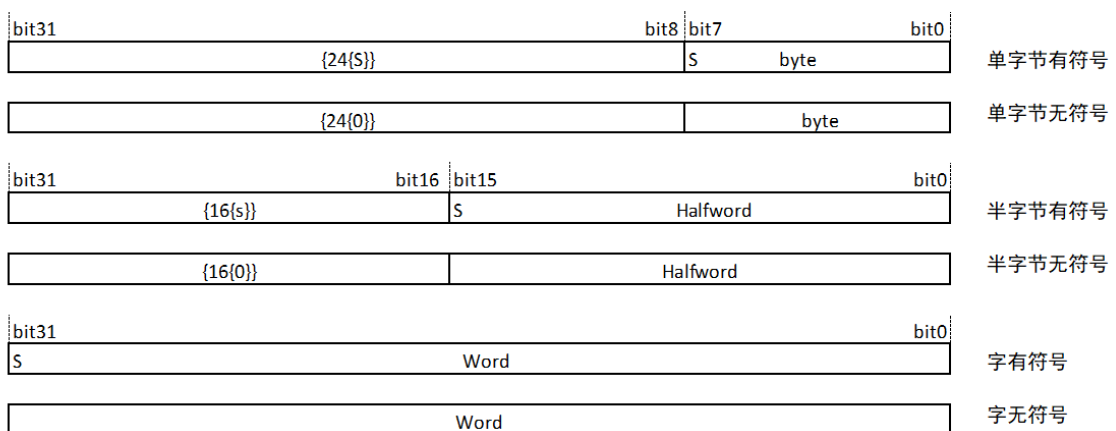 bit31 bit8 bit7 bit0
{24{S}} S byte 单字节有符号
{24{0}} byte 单字节无符号
bit31 bit16 bit15 bit0
{16{s}} S Halfword 半字节有符号
{16{0}} Halfword 半字节无符号
bit31 bit0
S Word 字有符号
Word 字无符号